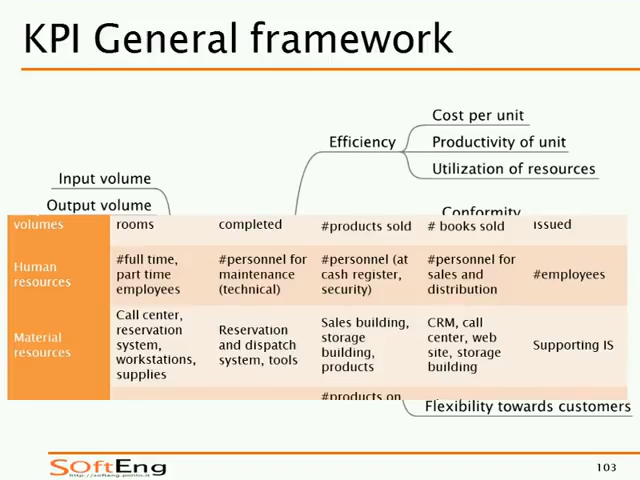 KPI General framework
Cost per unit
Efficiency
Productivity of unit
Utilization of resources
Input volume
Output volume
Conformity
volumes
rooms
completed
#products sold
# books sold
issued
Human
resources
#full time,
part time
employees
#personnel for
maintenance
(technical)
#personnel (at
cash register,
security)
#personnel for
sales and
distribution
#employees
Material
resources
Call center,
reservation
system,
workstations,
supplies
Reservation
and dispatch
system, tools
Sales building,
storage
building,
products
CRM, call
center, web
site, storage
building
Supporting IS
#products on
Flexibility towards customers
SOftEng
http://softeng.polito.it
103